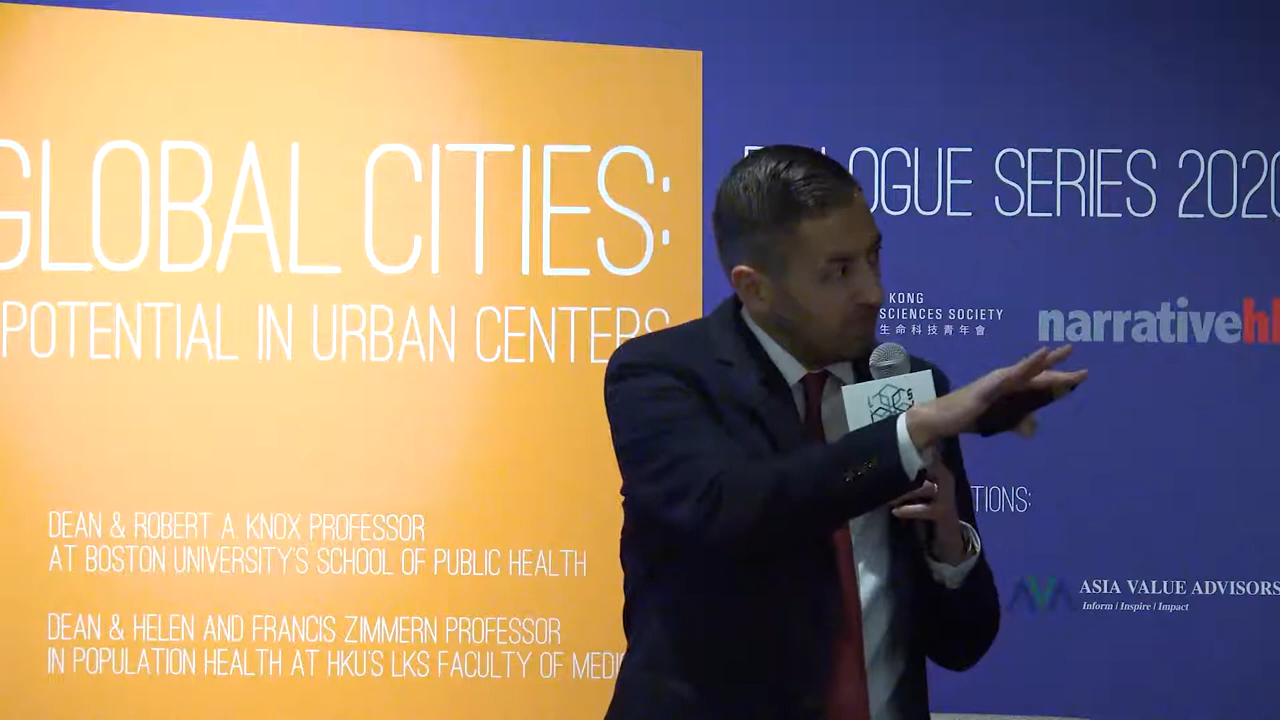 GLOBAL CITIES:
POTENTIAL IN URBAN CENTERS
DEAN & ROBERT A. KNOX PROFESSOR
AT BOSTON UNIVERSITY'S SCHOOL OF PUBLIC HEALTH
DEAN & HELEN AND FRANCIS ZIMMERN PROFESSOR
IN POPULATION HEALTH AT HKU'S LKS FACULTY OF MEDI
OGUE SERIES 2020
KONG
SCIENCES SOCIETY
生命科技青年會
narrativeh
TIONS:
AVA
ASIA VALUE ADVISORS
Inform | Inspire | Impact